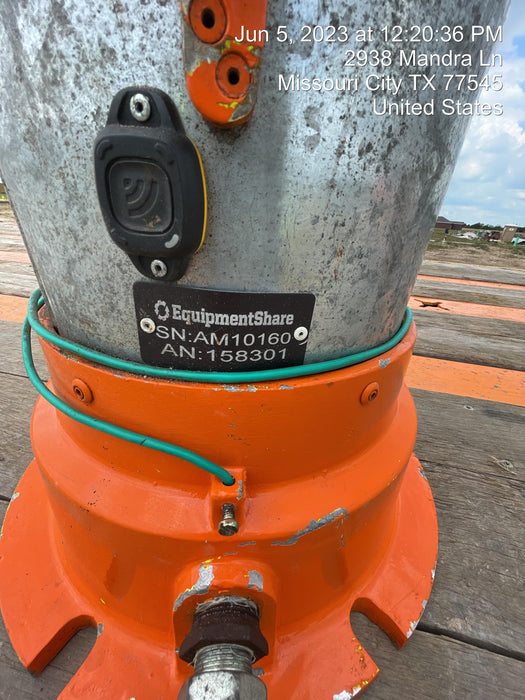 Jun 5, 2023 at 12:20:36 PM
2938 Mandra Ln
Missouri City TX 77545
United States
EquipmentShare
SN:AM10160
AN:158301